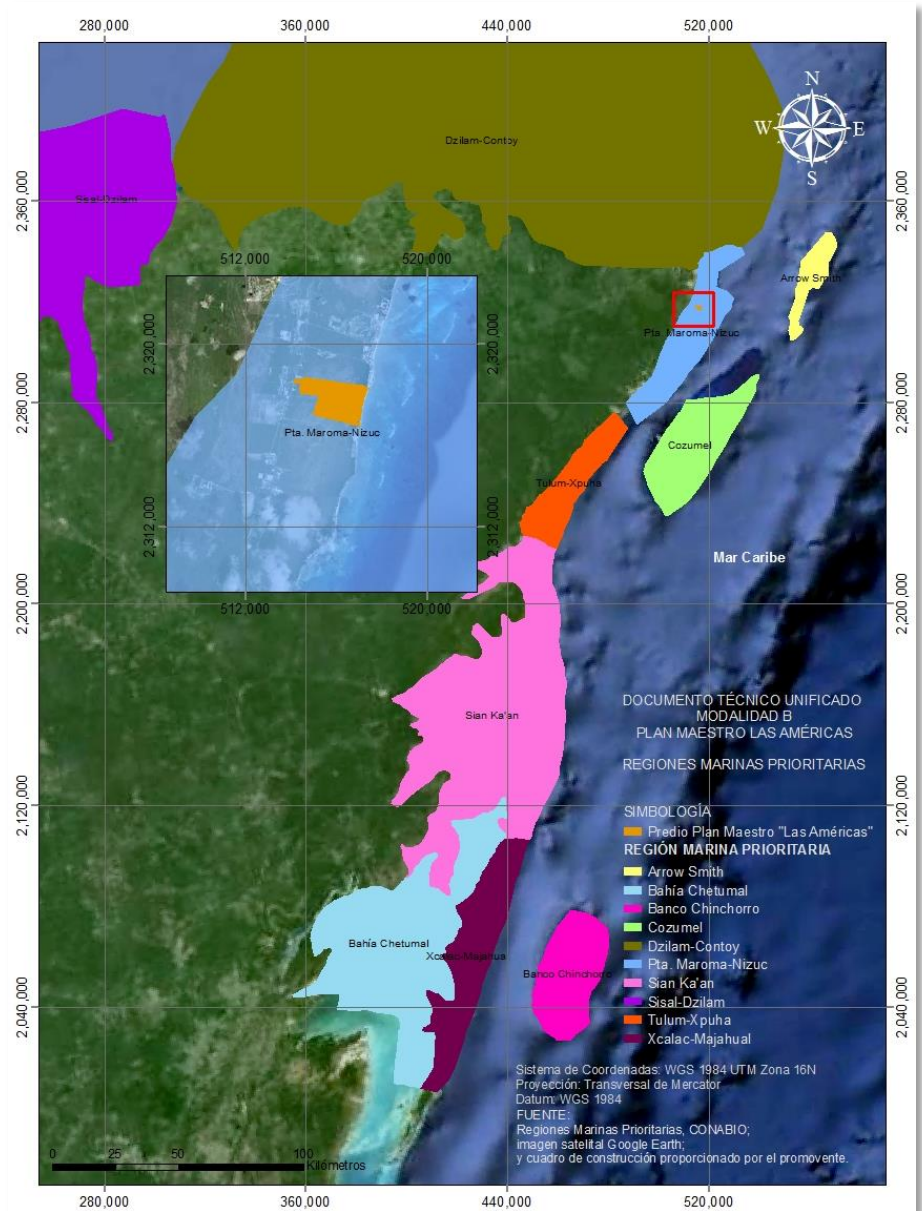 280,000 360,000 440,000 520,000
N
W E
S
Dzilam-Contoy
2,360,000 2,360,000
Sisal-Dzilam
Arrow Smith
512,000 520,000
2,320,000 2,320,000
Pta. Maroma-Nizuc
2,280,000 2,280,000
Pta. Maroma-Nizuc
Cozumel
Tulum-Xpuha
2,312,000 2,312,000
Mar Caribe
2,200,000 2,200,000
512,000 520,000
DOCUMENTO TÉCNICO UNIFICADO
MODALIDAD B
PLAN MAESTRO LAS AMÉRICAS
Sian Ka'an
REGIONES MARINAS PRIORITARIAS
2,120,000 2,120,000
SIMBOLOGÍA
Predio Plan Maestro "Las Américas"
REGIÓN MARINA PRIORITARIA
Arrow Smith
Bahía Chetumal
Banco Chinchorro
Cozumel
Dzilam-Contoy
Pta. Maroma-Nizuc
Sian Ka'an
Sisal-Dzilam
Tulum-Xpuha
Xcalac-Majahual
Bahía Chetumal
Xcalac-Majahua
Banco Chinchorro
2,040,000 2,040,000
Sistema de Coordenadas: WGS 1984 UTM Zona 16N
Proyección: Transversal de Mercator
Datum: WGS 1984
FUENTE:
Regiones Marinas Prioritarias, CONABIO;
imagen satelital Google Earth;
y cuadro de construcción proporcionado por el promovente.
0 25 50 100
Kilómetros
280,000 360,000 440,000 520,000